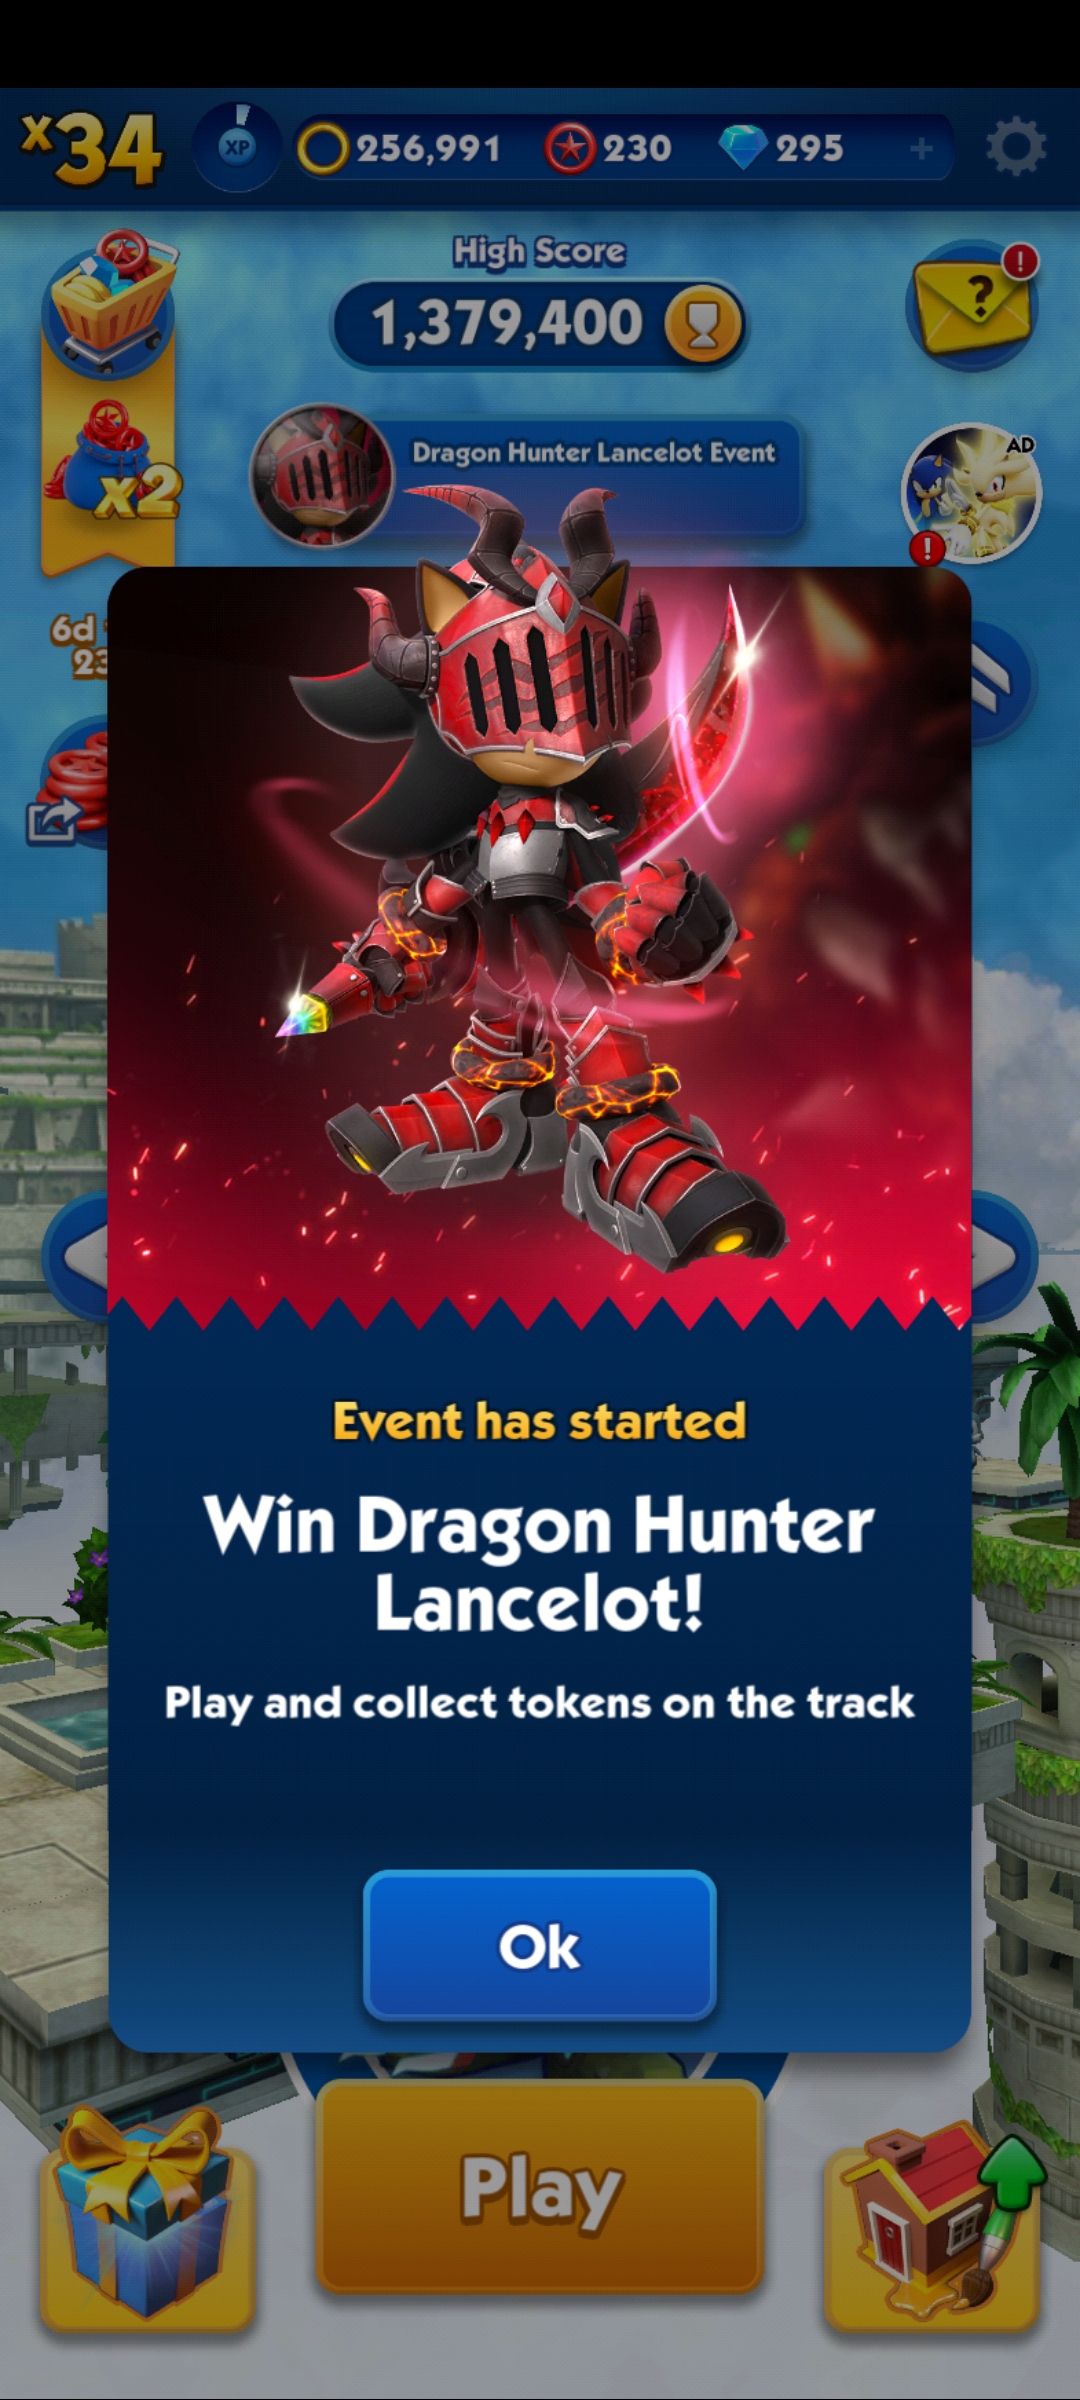 x34
XP
256,991
230
295
+
High Score
1,379,400
?
!
Dragon Hunter Lancelot Event
AD
x2
!
6d
23
Event has started
Win Dragon Hunter
Lancelot!
Play and collect tokens on the track
Ok
Play